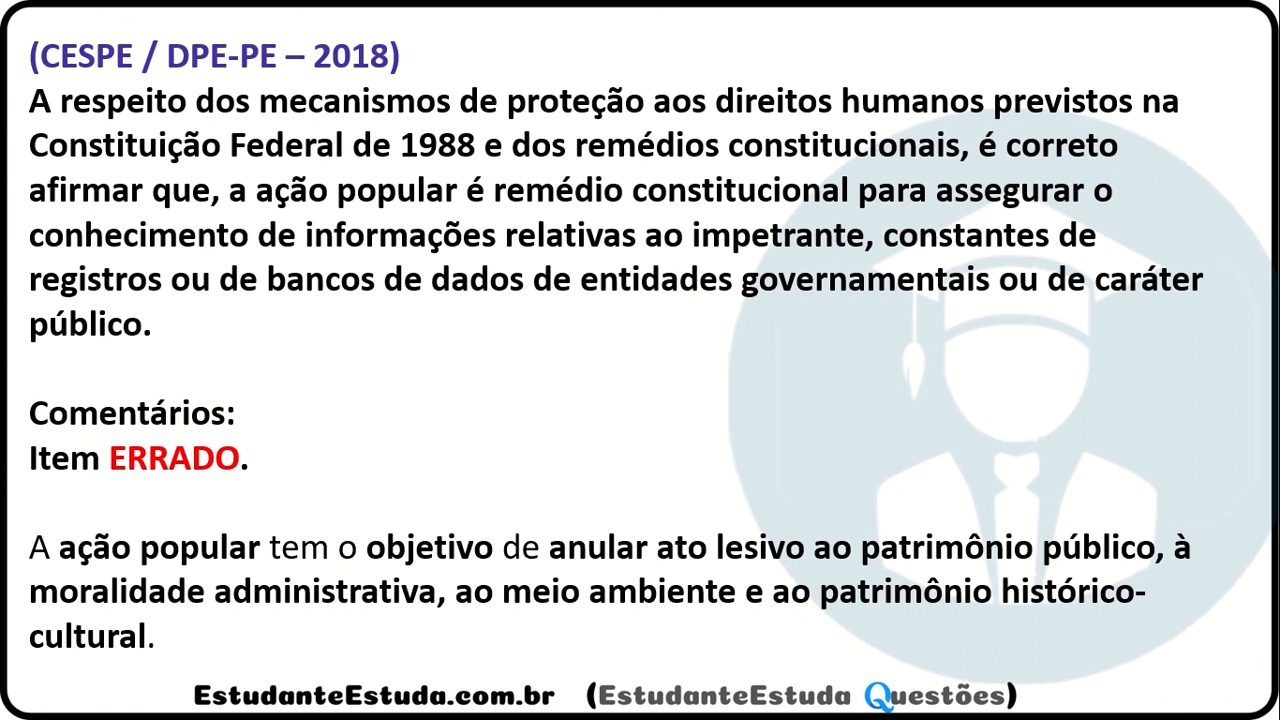 (CESPE / DPE-PE – 2018)
A respeito dos mecanismos de proteção aos direitos humanos previstos na
Constituição Federal de 1988 e dos remédios constitucionais, é correto
afirmar que, a ação popular é remédio constitucional para assegurar o
conhecimento de informações relativas ao impetrante, constantes de
registros ou de bancos de dados de entidades governamentais ou de caráter
público.
Comentários:
Item ERRADO.
A ação popular tem o objetivo de anular ato lesivo ao patrimônio público, à
moralidade administrativa, ao meio ambiente e ao patrimônio histórico-
cultural.
EstudanteEstuda.com.br (EstudanteEstuda Questões)